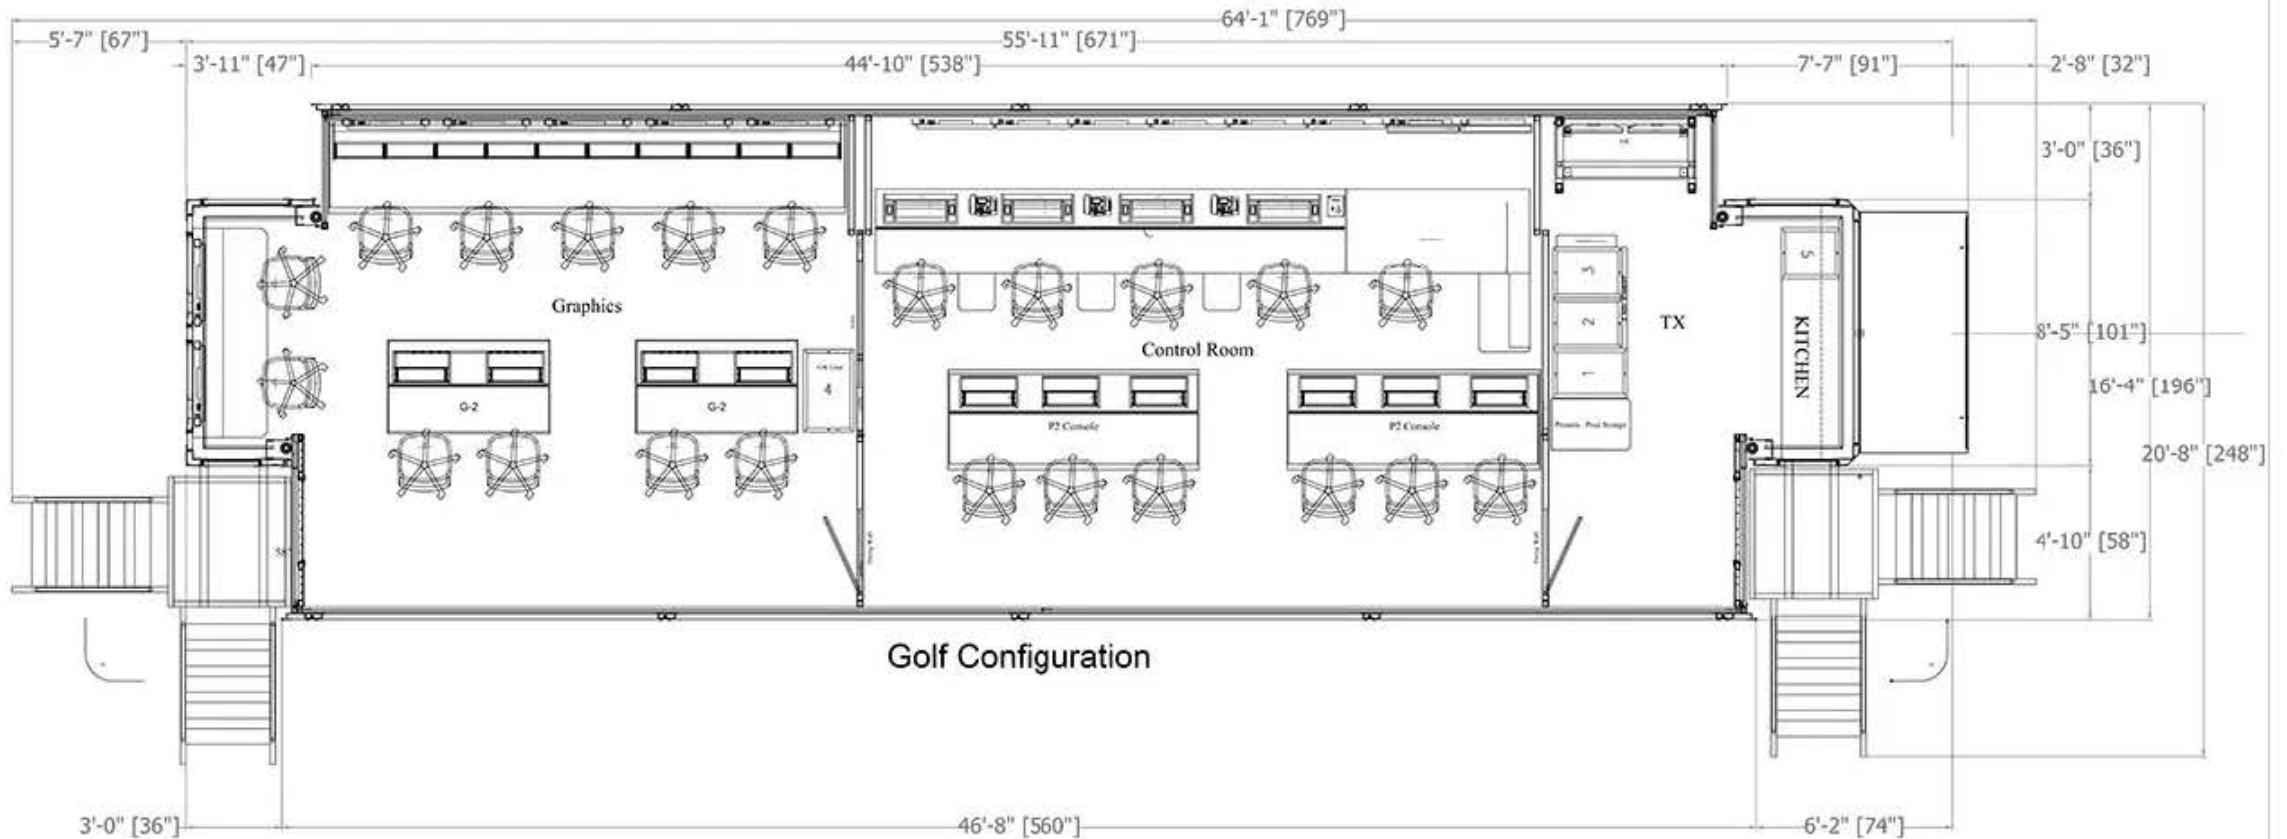 64'-1" [769"]
5'-7" [67"]
55'-11" [671"]
3'-11" [47"]
44'-10" [538"]
7'-7" [91"]
2'-8" [32"]
3'-0" [36"]
Graphics
Control Room
TX
KITCHEN
5
3
2
1
4
8'-5" [101"]
16'-4" [196"]
G-2
G-2
P2 Console
P2 Console
20'-8" [248"]
4'-10" [58"]
Golf Configuration
3'-0" [36"]
46'-8" [560"]
6'-2" [74"]